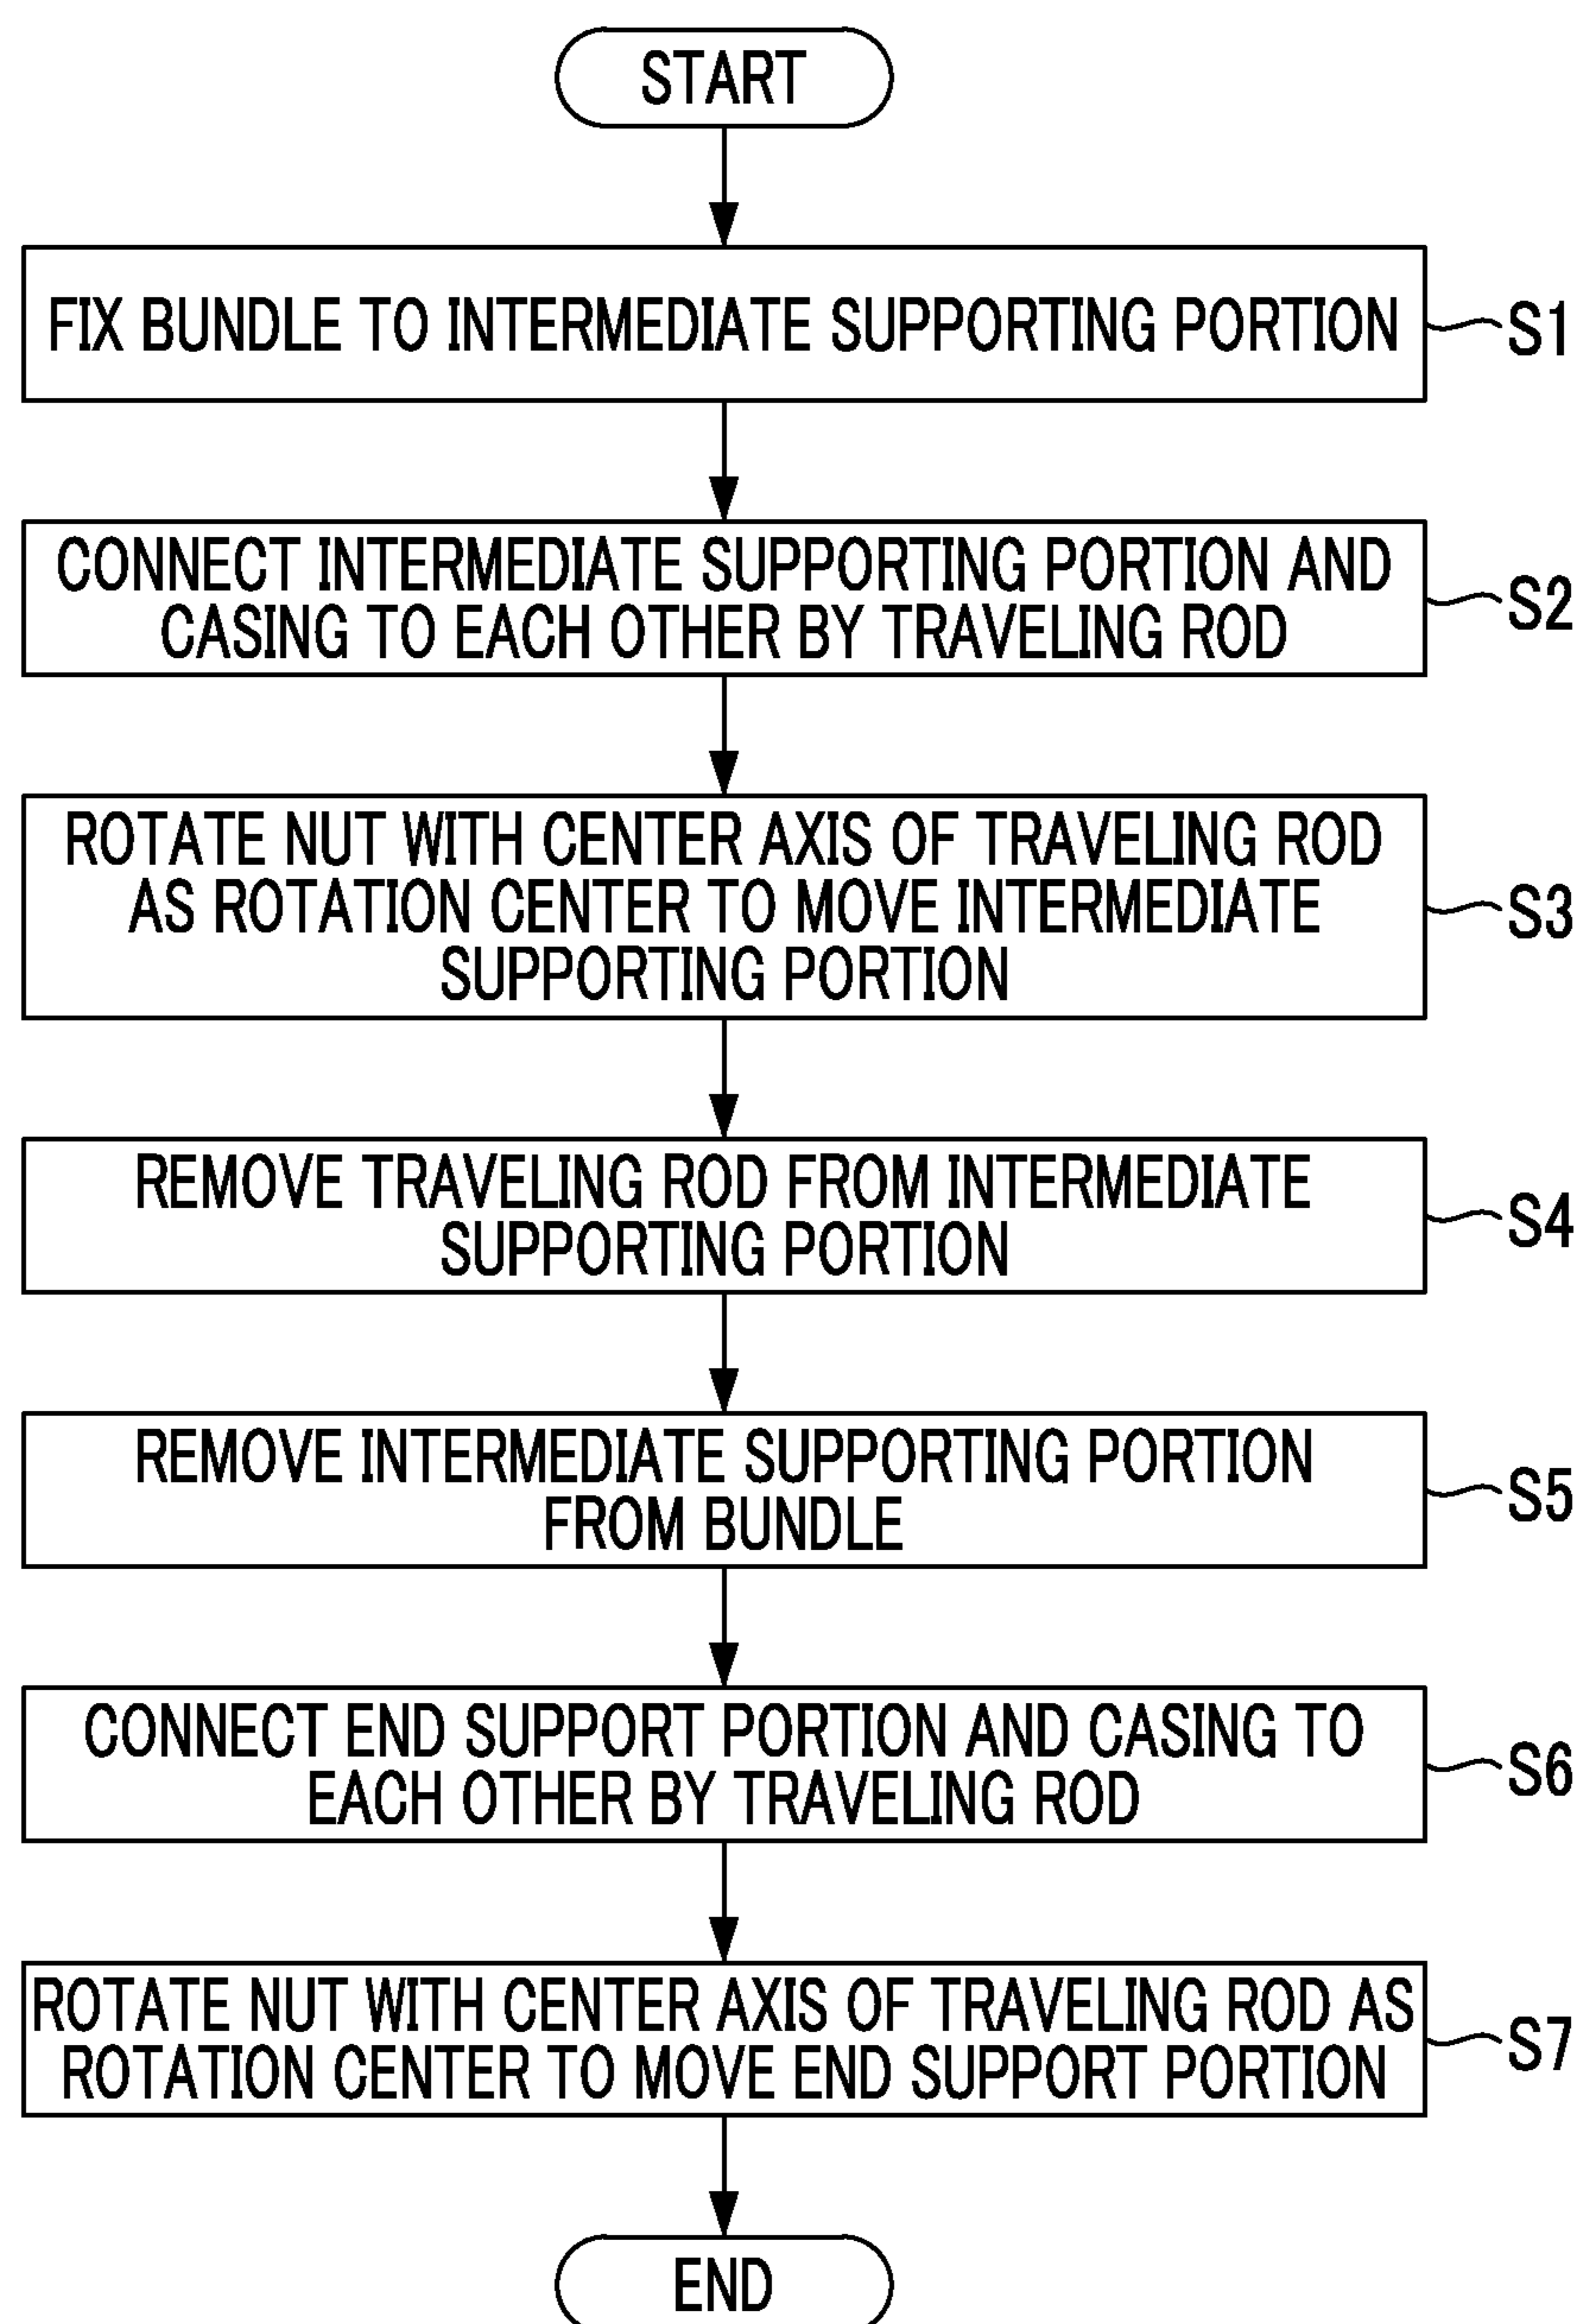 START
FIX BUNDLE TO INTERMEDIATE SUPPORTING PORTION
S1
CONNECT INTERMEDIATE SUPPORTING PORTION AND
CASING TO EACH OTHER BY TRAVELING ROD
S2
ROTATE NUT WITH CENTER AXIS OF TRAVELING ROD
AS ROTATION CENTER TO MOVE INTERMEDIATE
SUPPORTING PORTION
S3
REMOVE TRAVELING ROD FROM INTERMEDIATE
SUPPORTING PORTION
S4
REMOVE INTERMEDIATE SUPPORTING PORTION
FROM BUNDLE
S5
CONNECT END SUPPORT PORTION AND CASING TO
EACH OTHER BY TRAVELING ROD
S6
ROTATE NUT WITH CENTER AXIS OF TRAVELING ROD AS
ROTATION CENTER TO MOVE END SUPPORT PORTION
S7
END